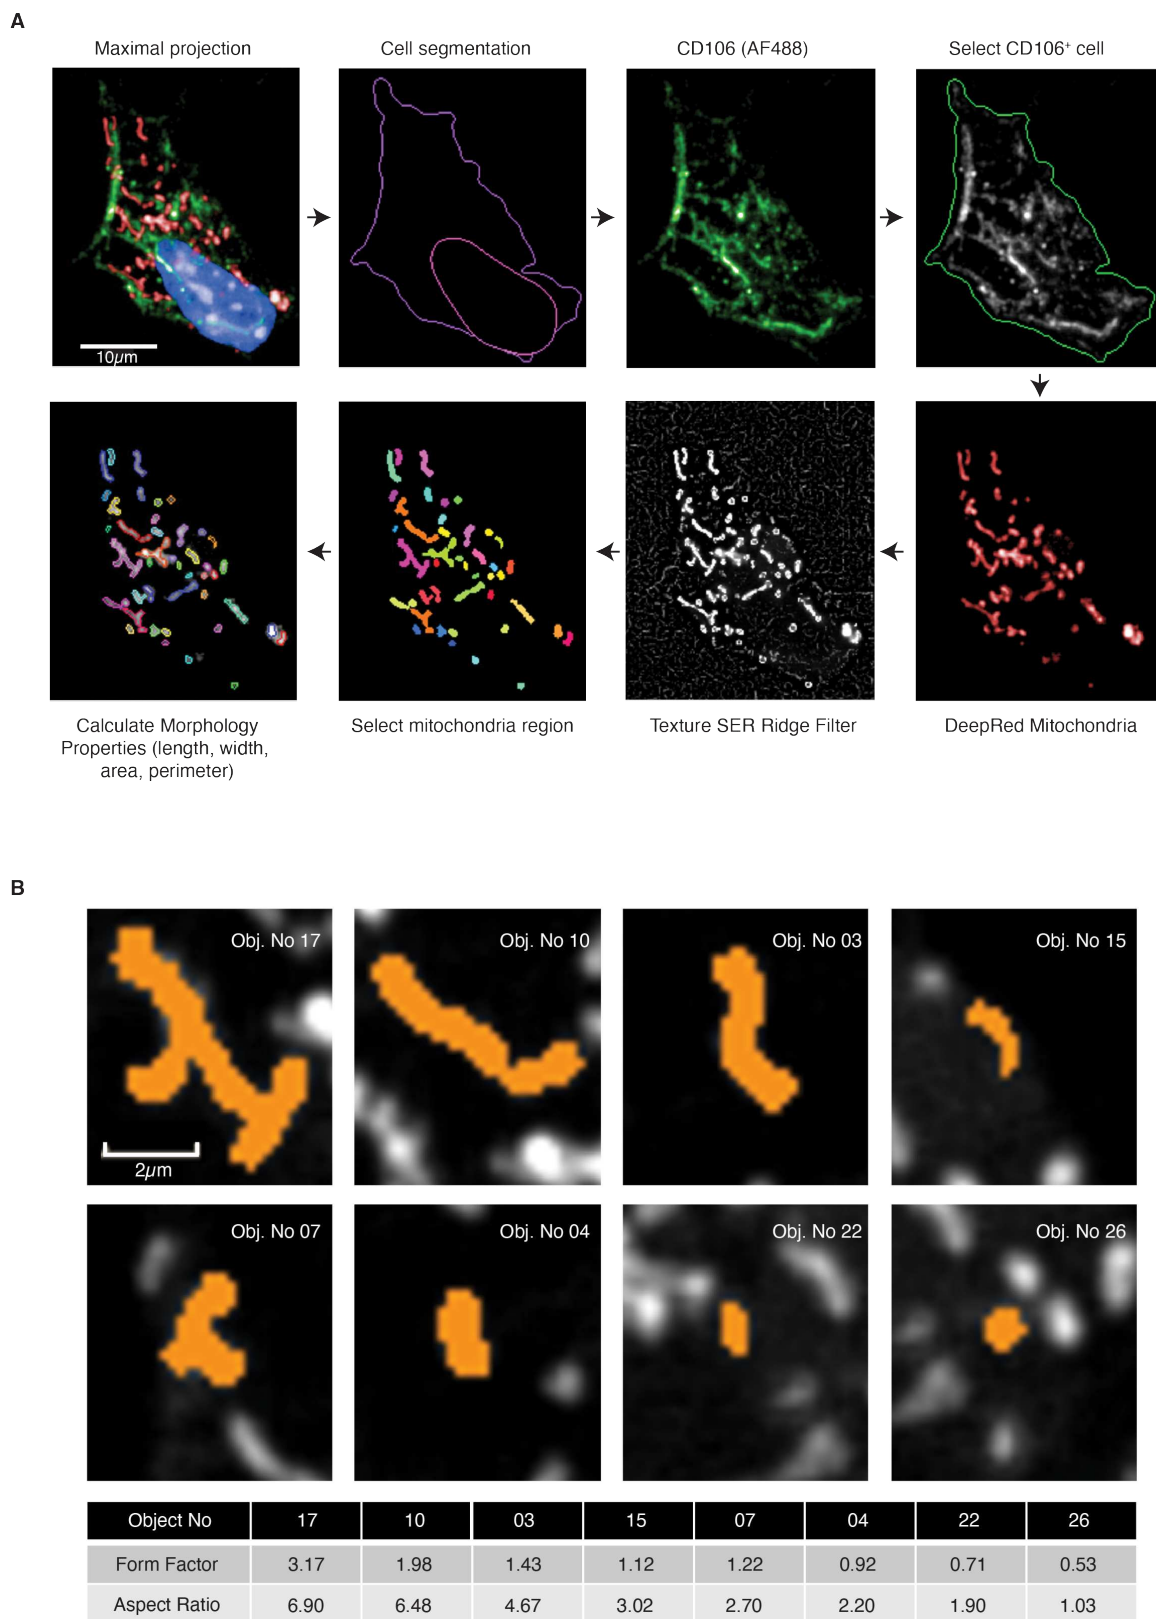 A
Maximal projection
Cell segmentation
CD106 (AF488)
Select CD106⁺ cell
10µm
Calculate Morphology
Properties (length, width,
area, perimeter)
Select mitochondria region
Texture SER Ridge Filter
DeepRed Mitochondria
B
Obj. No 17
Obj. No 10
Obj. No 03
Obj. No 15
2µm
Obj. No 07
Obj. No 04
Obj. No 22
Obj. No 26
Object No 17 10 03 15 07 04 22 26
Form Factor 3.17 1.98 1.43 1.12 1.22 0.92 0.71 0.53
Aspect Ratio 6.90 6.48 4.67 3.02 2.70 2.20 1.90 1.03